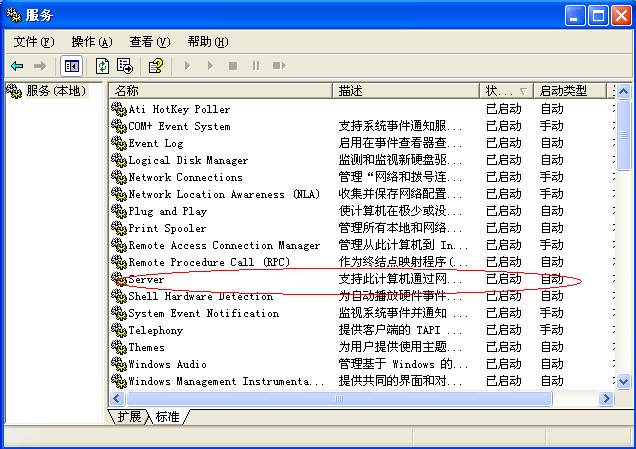 服务
文件(F) 操作(A) 查看(V) 帮助(H)
服务(本地)
名称 描述 状... 启动类型
Ati HotKey Poller 已启动 自动
COM+ Event System 支持系统事件通知服... 已启动 手动
Event Log 启用在事件查看器查... 已启动 自动
Logical Disk Manager 监测和监视新硬盘驱... 已启动 自动
Network Connections 管理“网络和拨号连... 已启动 手动
Network Location Awareness (NLA) 收集并保存网络配置... 已启动 手动
Plug and Play 使计算机在极少或没... 已启动 自动
Print Spooler 管理所有本地和网络... 已启动 自动
Remote Access Connection Manager 管理从此计算机到 In... 已启动 手动
Remote Procedure Call (RPC) 作为终结点映射程序(... 已启动 自动
Server 支持此计算机通过网... 已启动 自动
Shell Hardware Detection 为自动播放硬件事件... 已启动 自动
System Event Notification 监视系统事件并通知 ... 已启动 自动
Telephony 提供客户端的 TAPI ... 已启动 手动
Themes 为用户提供使用主题... 已启动 自动
Windows Audio 管理基于 Windows 的... 已启动 自动
Windows Management Instrumenta... 提供共同的界面和对... 已启动 自动
扩展 标准